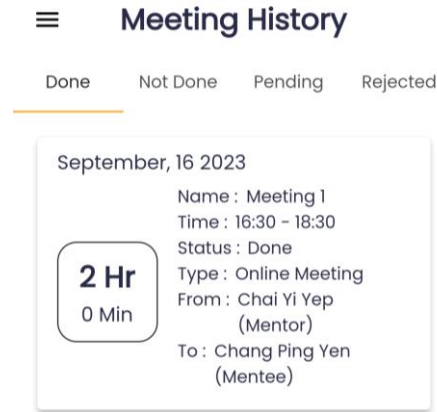 Meeting History
Done Not Done Pending Rejected
September, 16 2023
2 Hr
0 Min
Name : Meeting 1
Time : 16:30 - 18:30
Status : Done
Type : Online Meeting
From : Chai Yi Yep
(Mentor)
To : Chang Ping Yen
(Mentee)